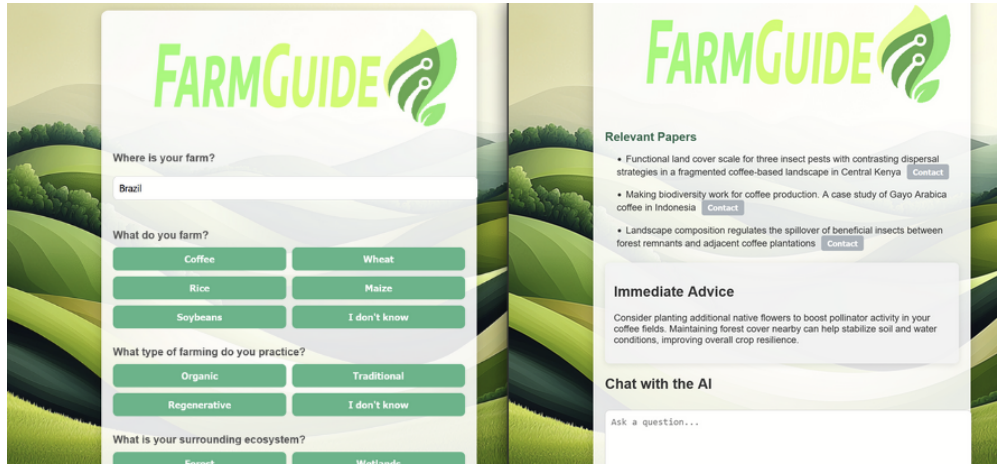 FARMGUIDE
Where is your farm?
Brazil
What do you farm?
Coffee
Wheat
Rice
Maize
Soybeans
I don't know
What type of farming do you practice?
Organic
Traditional
Regenerative
I don't know
What is your surrounding ecosystem?
Forest
Wetlands
FARMGUIDE
Relevant Papers
• Functional land cover scale for three insect pests with contrasting dispersal
strategies in a fragmented coffee-based landscape in Central Kenya Contact
• Making biodiversity work for coffee production. A case study of Gayo Arabica
coffee in Indonesia Contact
• Landscape composition regulates the spillover of beneficial insects between
forest remnants and adjacent coffee plantations Contact
Immediate Advice
Consider planting additional native flowers to boost pollinator activity in your
coffee fields. Maintaining forest cover nearby can help stabilize soil and water
conditions, improving overall crop resilience.
Chat with the AI
Ask a question...